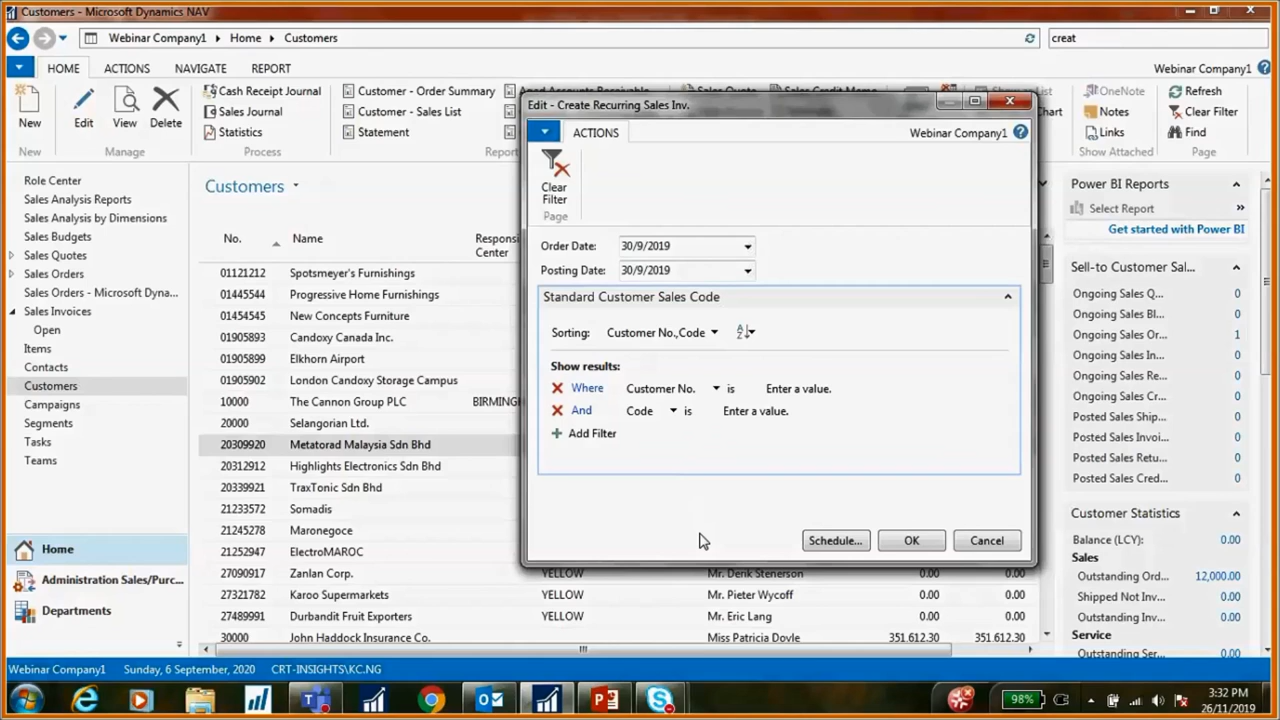 Customers - Microsoft Dynamics NAV
Webinar Company1 › Home › Customers
creat
HOME ACTIONS NAVIGATE REPORT
Webinar Company1
New
Edit
View
Delete
New
Manage
Cash Receipt Journal
Sales Journal
Statistics
Process
Customer - Order Summary
Customer - Sales List
Statement
OneNote
Notes
Links
Show Attached
Refresh
Clear Filter
Find
Page
Role Center
Sales Analysis Reports
Sales Analysis by Dimensions
Sales Budgets
Sales Quotes
Sales Orders
Sales Orders - Microsoft Dyna...
Sales Invoices
Open
Items
Contacts
Customers
Campaigns
Segments
Tasks
Teams
Home
Administration Sales/Purc...
Departments
Customers
No. Name Responsi
Center
01121212 Spotsmeyer's Furnishings
01445544 Progressive Home Furnishings
01454545 New Concepts Furniture
01905893 Candoxy Canada Inc.
01905899 Elkhorn Airport
01905902 London Candoxy Storage Campus
10000 The Cannon Group PLC BIRMING
20000 Selangorian Ltd.
20309920 Metatorad Malaysia Sdn Bhd
20312912 Highlights Electronics Sdn Bhd
20339921 TraxTonic Sdn Bhd
21233572 Somadis
21245278 Maronegoce
21252947 ElectroMAROC
27090917 Zanlan Corp. YELLOW Mr. Derik Stenerson 0.00 0.00
27321782 Karoo Supermarkets YELLOW Mr. Pieter Wycoff 0.00 0.00
27489991 Durbandit Fruit Exporters YELLOW Mr. Eric Lang 0.00 0.00
30000 John Haddock Insurance Co. Miss Patricia Doyle 351 612.30 351 612.30
Edit - Create Recurring Sales Inv.
ACTIONS
Webinar Company1
Clear
Filter
Page
Order Date: 30/9/2019
Posting Date: 30/9/2019
Standard Customer Sales Code
Sorting: Customer No.,Code
Show results:
Where Customer No. is Enter a value.
And Code is Enter a value.
Add Filter
Schedule... OK Cancel
Power BI Reports
Select Report
Get started with Power BI
Sell-to Customer Sal...
Ongoing Sales Q... 0
Ongoing Sales Bl... 0
Ongoing Sales Or... 1
Ongoing Sales In... 0
Ongoing Sales Re... 0
Ongoing Sales Cr... 0
Posted Sales Ship... 0
Posted Sales Invoi... 0
Posted Sales Retu... 0
Posted Sales Cred... 0
Customer Statistics
Balance (LCY): 0.00
Sales
Outstanding Ord... 12,000.00
Shipped Not Inv... 0.00
Outstanding Inv... 0.00
Service
0.00
Webinar Company1 Sunday, 6 September, 2020 CRT-INSIGHTS\KC.NG
98%
3:32 PM
26/11/2019